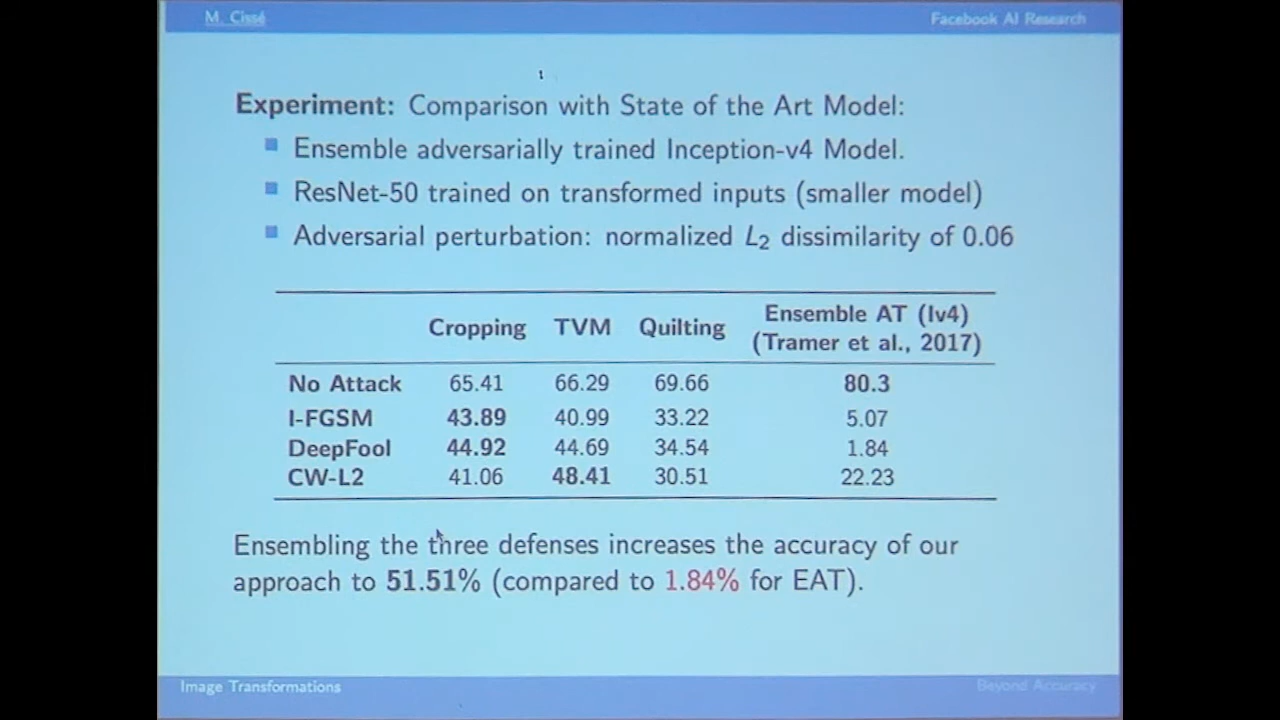 M. Cissé
Facebook AI Research
Experiment: Comparison with State of the Art Model:
Ensemble adversarially trained Inception-v4 Model.
ResNet-50 trained on transformed inputs (smaller model)
Adversarial perturbation: normalized L2 dissimilarity of 0.06
Cropping TVM Quilting Ensemble AT (Iv4)
(Tramer et al., 2017)
No Attack 65.41 66.29 69.66 80.3
I-FGSM 43.89 40.99 33.22 5.07
DeepFool 44.92 44.69 34.54 1.84
CW-L2 41.06 48.41 30.51 22.23
Ensembling the three defenses increases the accuracy of our
approach to 51.51% (compared to 1.84% for EAT).
Image Transformations
Beyond Accuracy